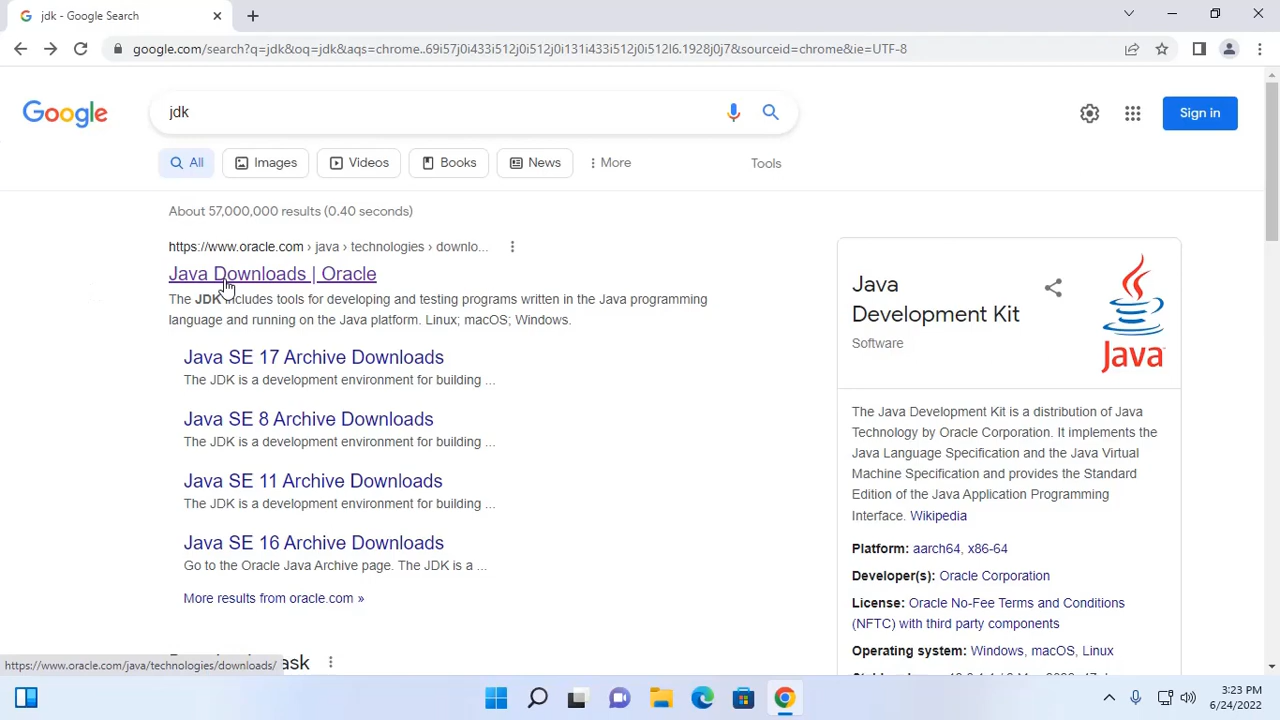 jdk - Google Search
google.com/search?q=jdk&oq=jdk&aqs=chrome..69i57j0i433i512j0i512j0i131i433i512j0i512l6.1928j0j7&sourceid=chrome&ie=UTF-8
Google
jdk
Sign in
All
Images
Videos
Books
News
More
Tools
About 57,000,000 results (0.40 seconds)
https://www.oracle.com › java › technologies › downlo...
Java Downloads | Oracle
The JDK includes tools for developing and testing programs written in the Java programming
language and running on the Java platform. Linux; macOS; Windows.
Java SE 17 Archive Downloads
The JDK is a development environment for building ...
Java SE 8 Archive Downloads
The JDK is a development environment for building ...
Java SE 11 Archive Downloads
The JDK is a development environment for building ...
Java SE 16 Archive Downloads
Go to the Oracle Java Archive page. The JDK is a ...
More results from oracle.com »
Java
Development Kit
Software
Java
The Java Development Kit is a distribution of Java
Technology by Oracle Corporation. It implements the
Java Language Specification and the Java Virtual
Machine Specification and provides the Standard
Edition of the Java Application Programming
Interface. Wikipedia
Platform: aarch64, x86-64
Developer(s): Oracle Corporation
License: Oracle No-Fee Terms and Conditions
(NFTC) with third party components
Operating system: Windows, macOS, Linux
https://www.oracle.com/java/technologies/downloads/
3:23 PM
6/24/2022